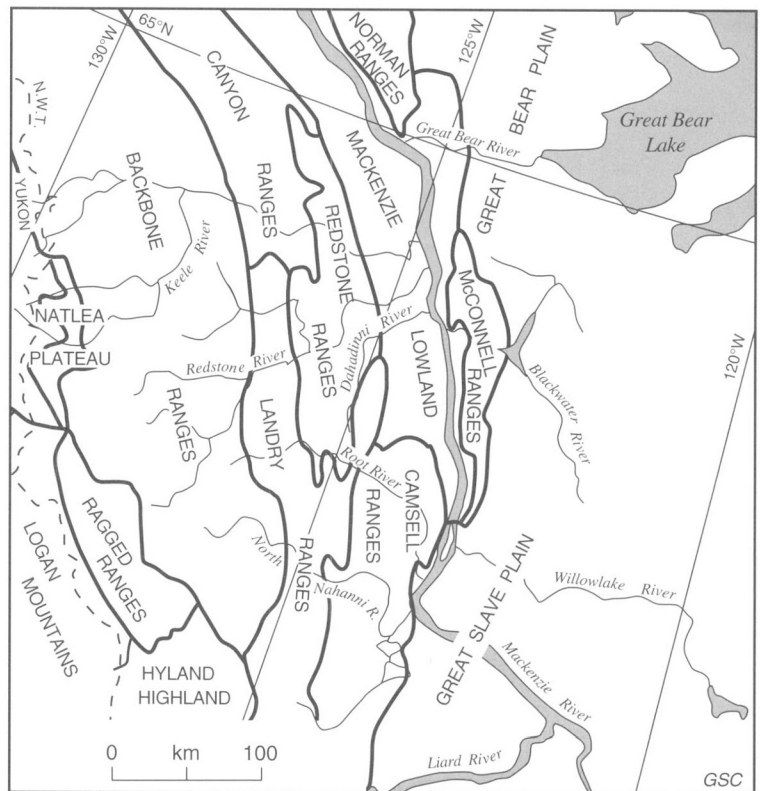 65°N
130°W
125°W
120°W
N.W.T.
YUKON
CANYON
RANGES
NORMAN
RANGES
BEAR PLAIN
GREAT
Great Bear
Lake
Great Bear River
MACKENZIE
LOWLAND
BACKBONE
RANGES
Keele River
REDSTONE
RANGES
NATLEA
PLATEAU
Redstone River
Dahadinni River
McCONNELL
RANGES
Blackwater River
LANDRY
RANGES
Root River
CAMSELL
RANGES
RAGGED
RANGES
LOGAN
MOUNTAINS
North
Nahanni R.
Willowlake River
GREAT SLAVE PLAIN
Mackenzie River
HYLAND
HIGHLAND
Liard River
0 km 100
GSC